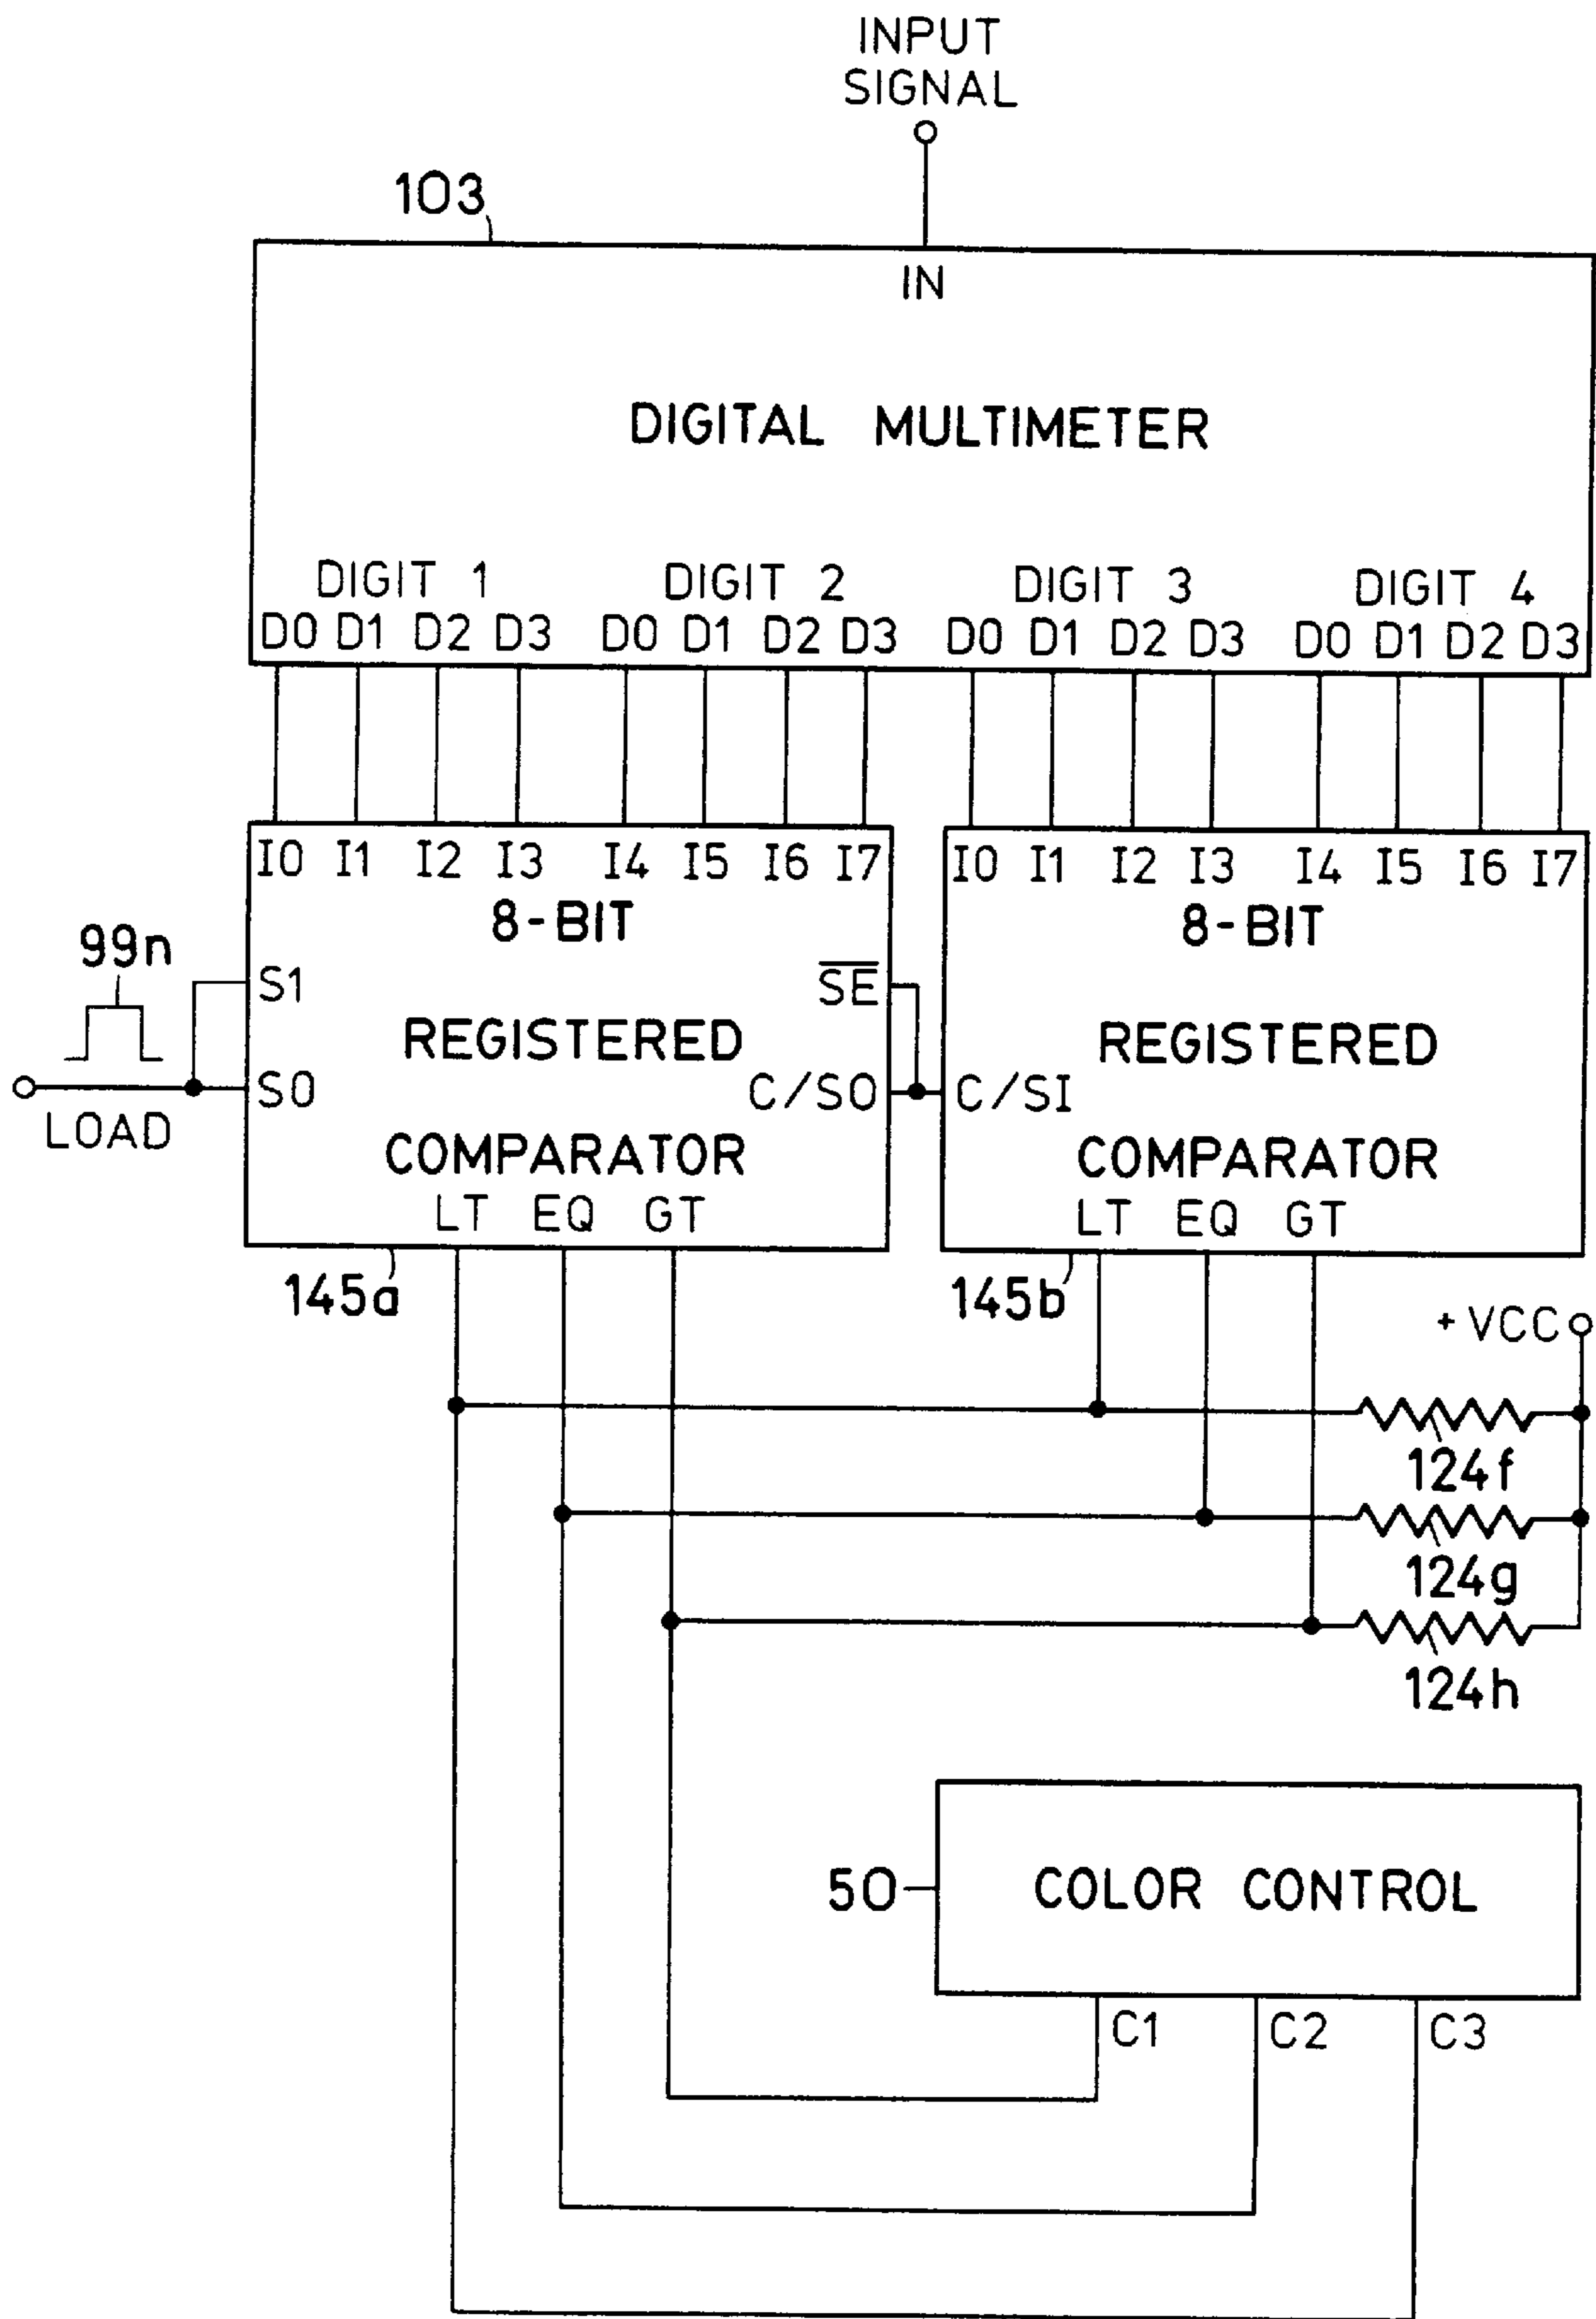 INPUT
SIGNAL
103
IN
DIGITAL MULTIMETER
DIGIT 1 DIGIT 2 DIGIT 3 DIGIT 4
D0 D1 D2 D3 D0 D1 D2 D3 D0 D1 D2 D3 D0 D1 D2 D3
I0 I1 I2 I3 I4 I5 I6 I7 I0 I1 I2 I3 I4 I5 I6 I7
8-BIT 8-BIT
99n
S1 SE
REGISTERED REGISTERED
S0 C/SO C/SI
LOAD
COMPARATOR COMPARATOR
LT EQ GT LT EQ GT
145a 145b
+VCC
124f
124g
124h
50 COLOR CONTROL
C1 C2 C3